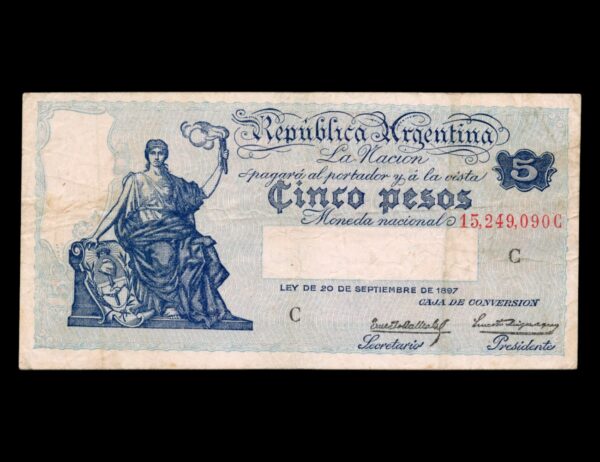 República Argentina
La Nacion
pagará al portador y á la vista
5
Cinco pesos
Moneda nacional
15,249,090C
C
LEY DE 20 DE SEPTIEMBRE DE 1897
CAJA DE CONVERSION
C
Secretario
Presidente